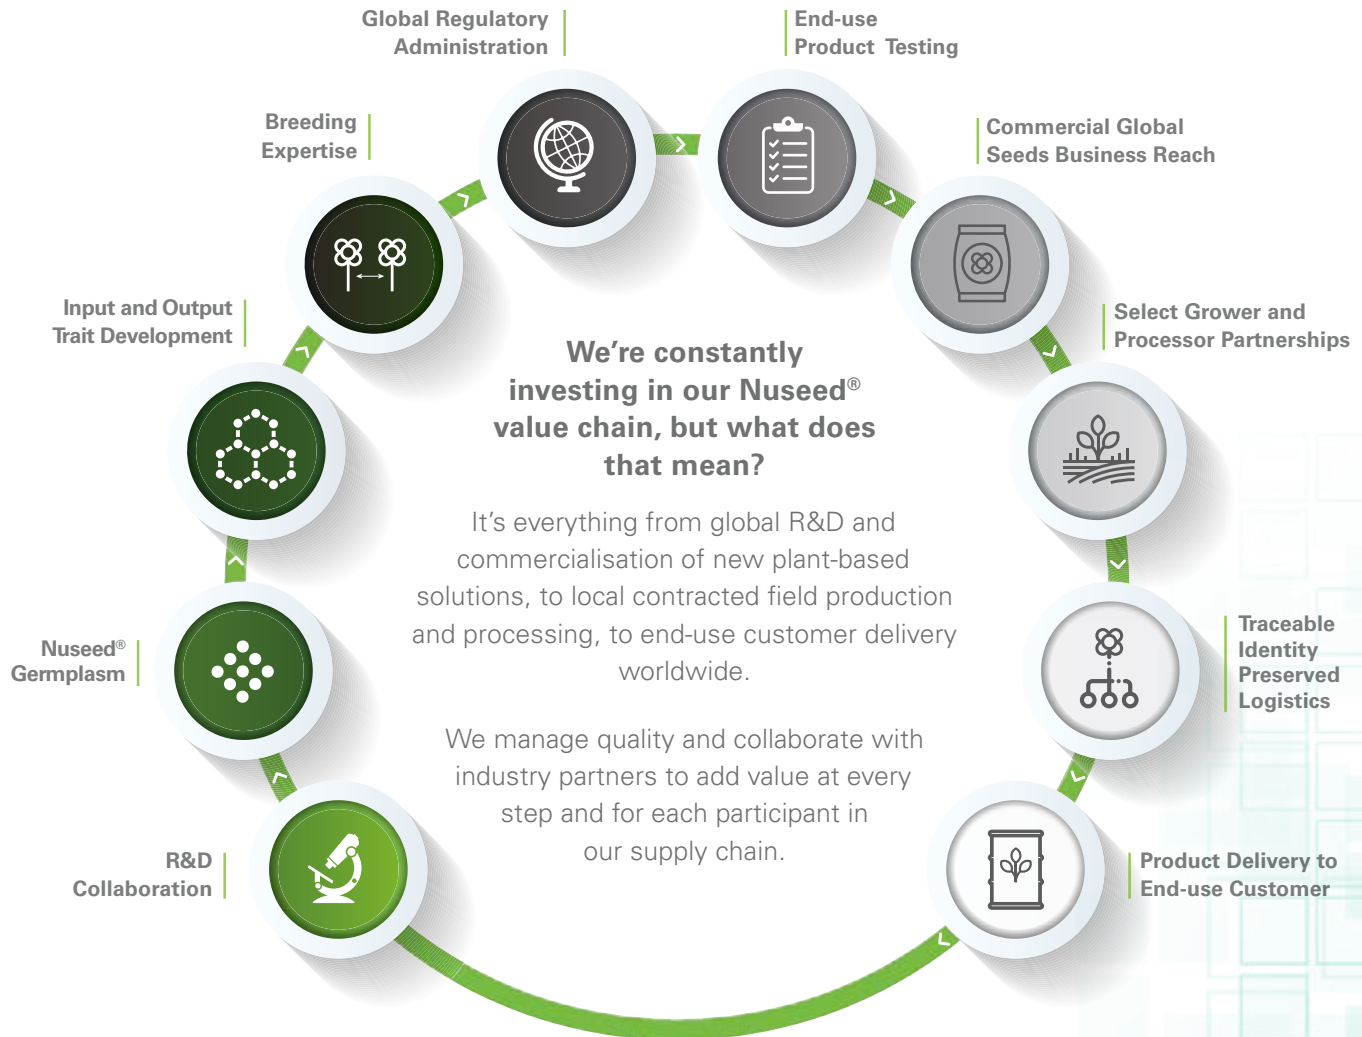 Global Regulatory
Administration
End-use
Product Testing
Breeding
Expertise
Commercial Global
Seeds Business Reach
Input and Output
Trait Development
Select Grower and
Processor Partnerships
We’re constantly
investing in our Nuseed®
value chain, but what does
that mean?
It’s everything from global R&D and
commercialisation of new plant-based
solutions, to local contracted field production
and processing, to end-use customer delivery
worldwide.
Nuseed®
Germplasm
Traceable
Identity
Preserved
Logistics
We manage quality and collaborate with
industry partners to add value at every
step and for each participant in
our supply chain.
R&D
Collaboration
Product Delivery to
End-use Customer